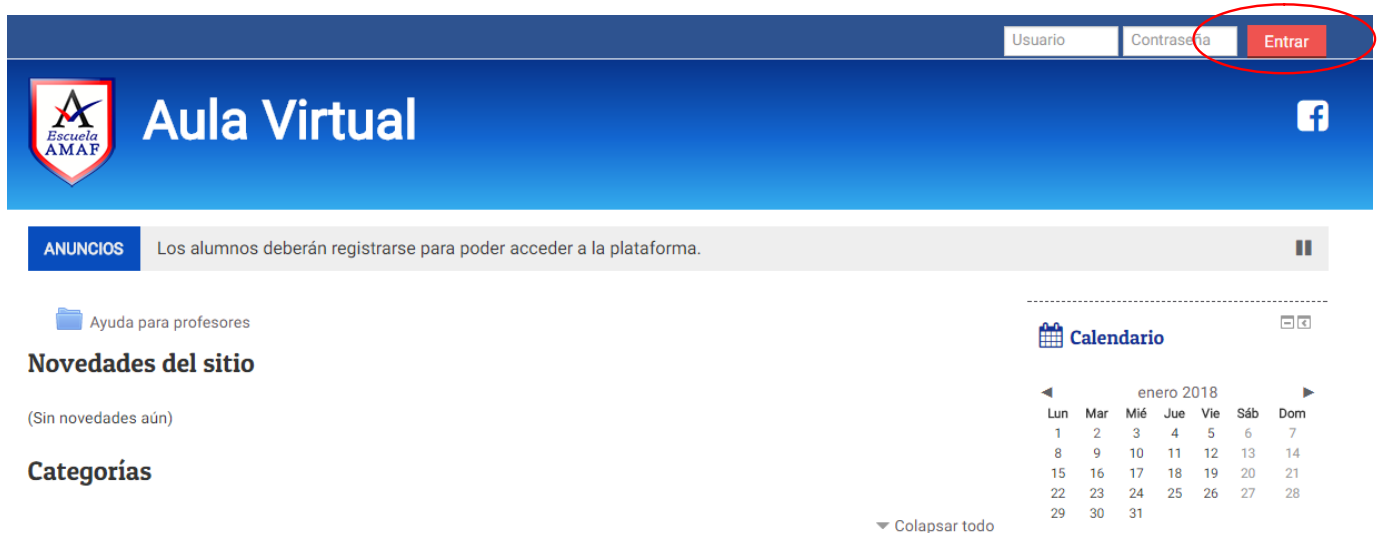 Usuario Contraseña Entrar
Escuela
AMAF
Aula Virtual
ANUNCIOS Los alumnos deberán registrarse para poder acceder a la plataforma.
Ayuda para profesores
Novedades del sitio
(Sin novedades aún)
Categorías
Colapsar todo
Calendario
enero 2018
Lun Mar Mié Jue Vie Sáb Dom
1 2 3 4 5 6 7
8 9 10 11 12 13 14
15 16 17 18 19 20 21
22 23 24 25 26 27 28
29 30 31